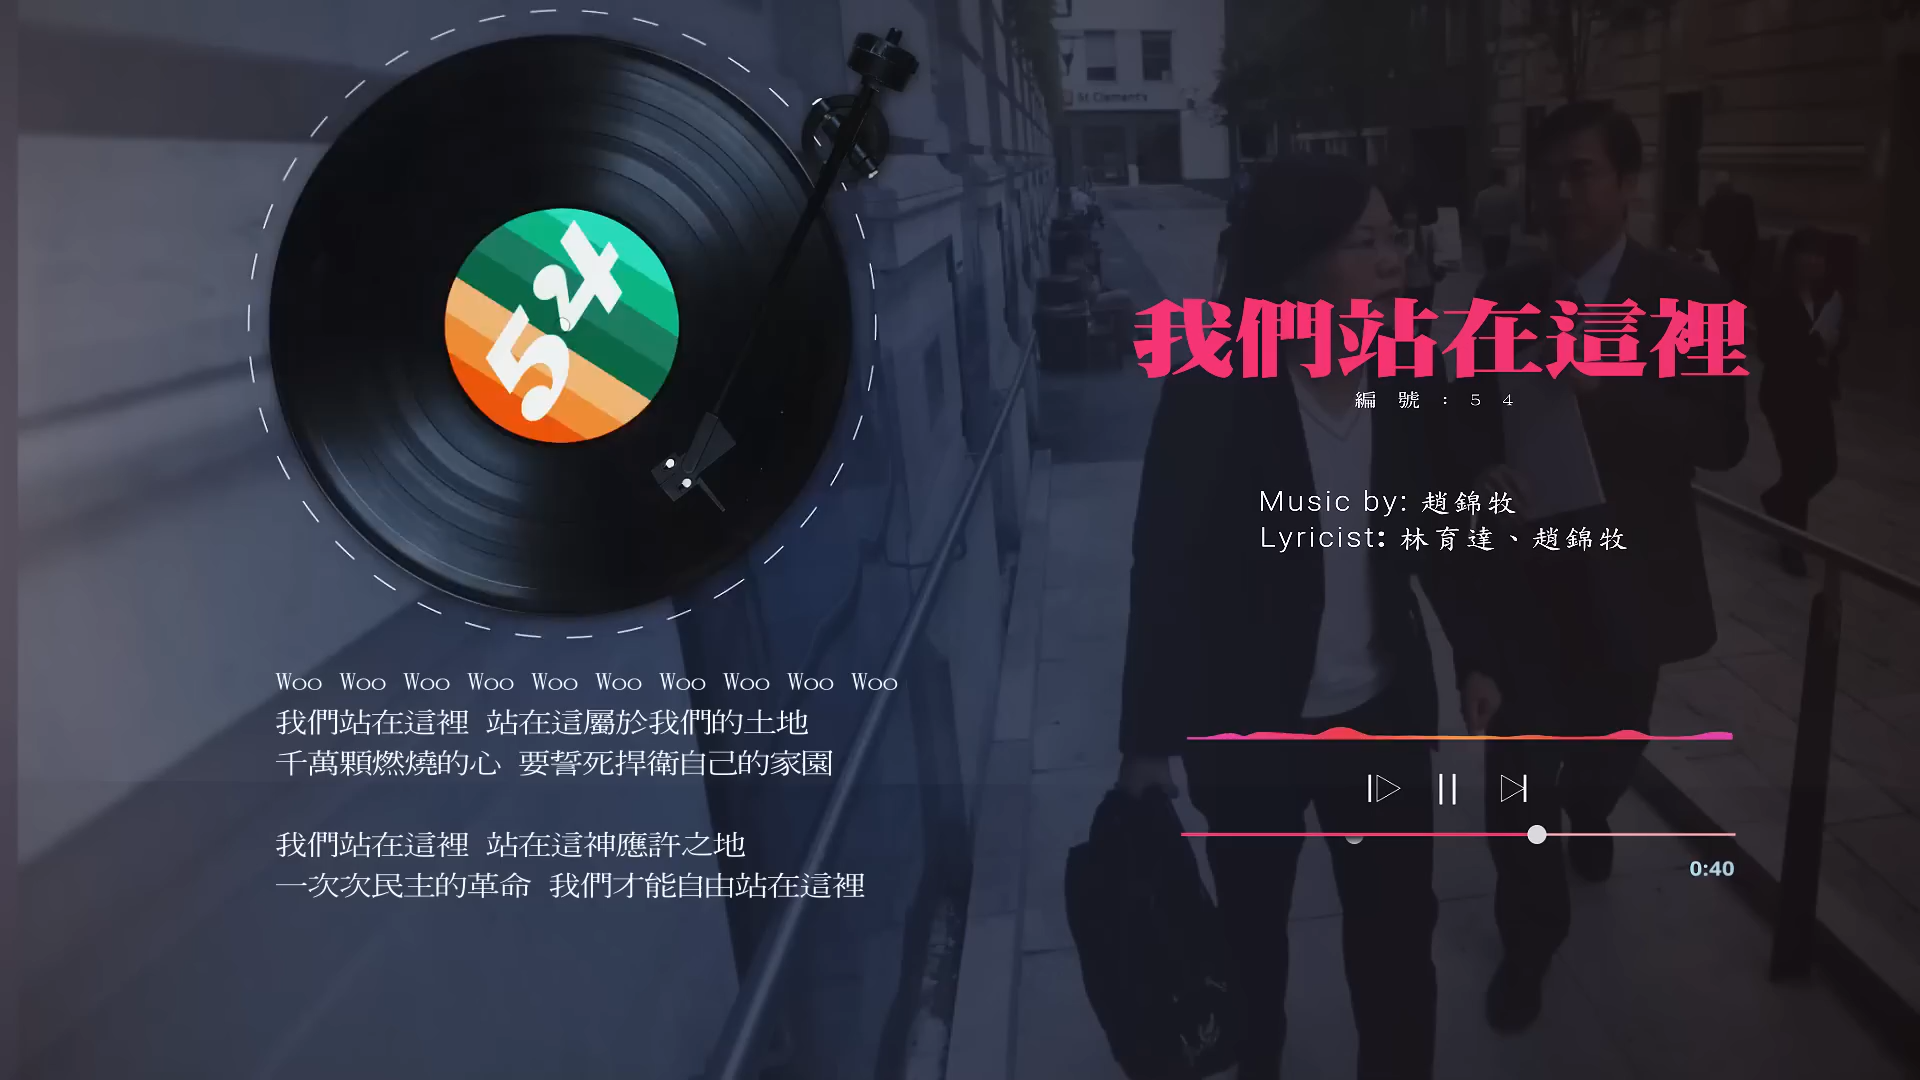 St Clement's
54
我們站在這裡
編號:54
Music by: 趙錦牧
Lyricist: 林育達、趙錦牧
Woo Woo Woo Woo Woo Woo Woo Woo Woo Woo
我們站在這裡 站在這屬於我們的土地
千萬顆燃燒的心 要誓死捍衛自己的家園
我們站在這裡 站在這神應許之地
一次次民主的革命 我們才能自由站在這裡
0:40